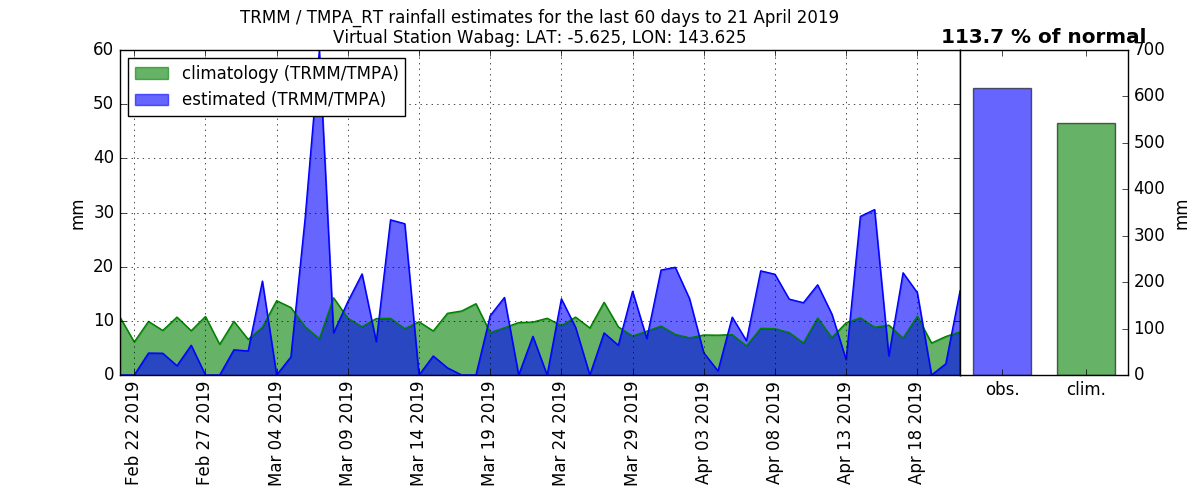 TRMM / TMPA_RT rainfall estimates for the last 60 days to 21 April 2019
Virtual Station Wabag: LAT: -5.625, LON: 143.625
113.7 % of normal
climatology (TRMM/TMPA)
estimated (TRMM/TMPA)
60
50
40
30
20
10
0
mm
Feb 22 2019
Feb 27 2019
Mar 04 2019
Mar 09 2019
Mar 14 2019
Mar 19 2019
Mar 24 2019
Mar 29 2019
Apr 03 2019
Apr 08 2019
Apr 13 2019
Apr 18 2019
700
600
500
400
300
200
100
0
mm
obs.
clim.